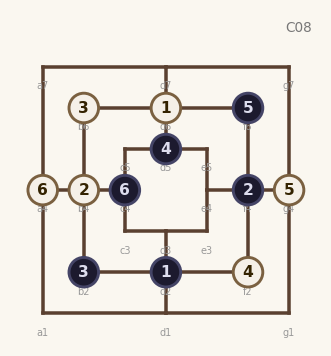 C08
a7 d7 g7
3 1 5
b6 d6 f6
4
c5 d5 e5
6 2 6 2 5
a4 b4 c4 e4 f4 g4
c3 d3 e3
3 1 4
b2 d2 f2
a1 d1 g1